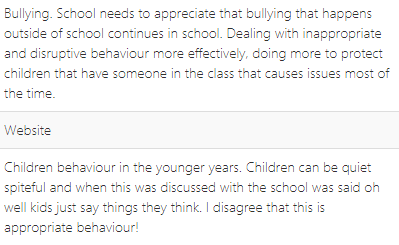 Bullying. School needs to appreciate that bullying that happens
outside of school continues in school. Dealing with inappropriate
and disruptive behaviour more effectively, doing more to protect
children that have someone in the class that causes issues most of
the time.
Website
Children behaviour in the younger years. Children can be quiet
spiteful and when this was discussed with the school was said oh
well kids just say things they think. I disagree that this is
appropriate behaviour!